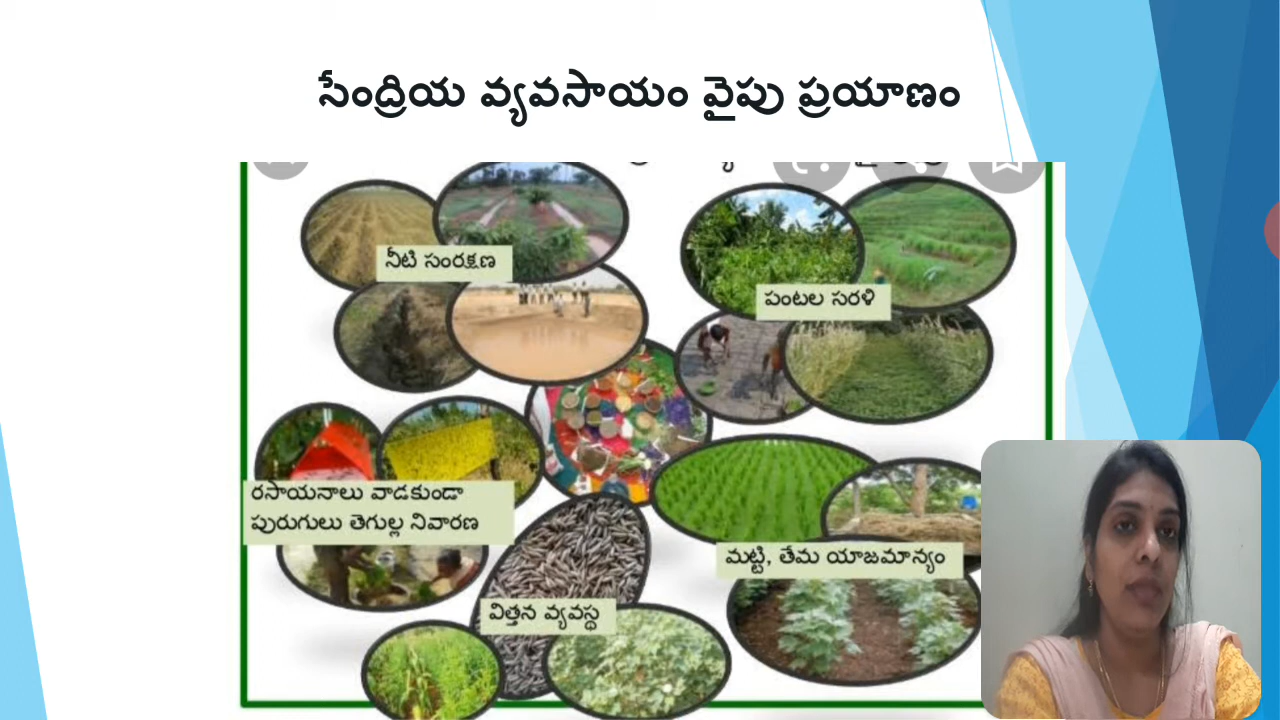 సేంద్రియ వ్యవసాయం వైపు ప్రయాణం
నీటి సంరక్షణ
పంటల సరళి
రసాయనాలు వాడకుండా
పురుగులు తెగుల్ల నివారణ
మట్టి, తేమ యాజమాన్యం
విత్తన వ్యవస్థ